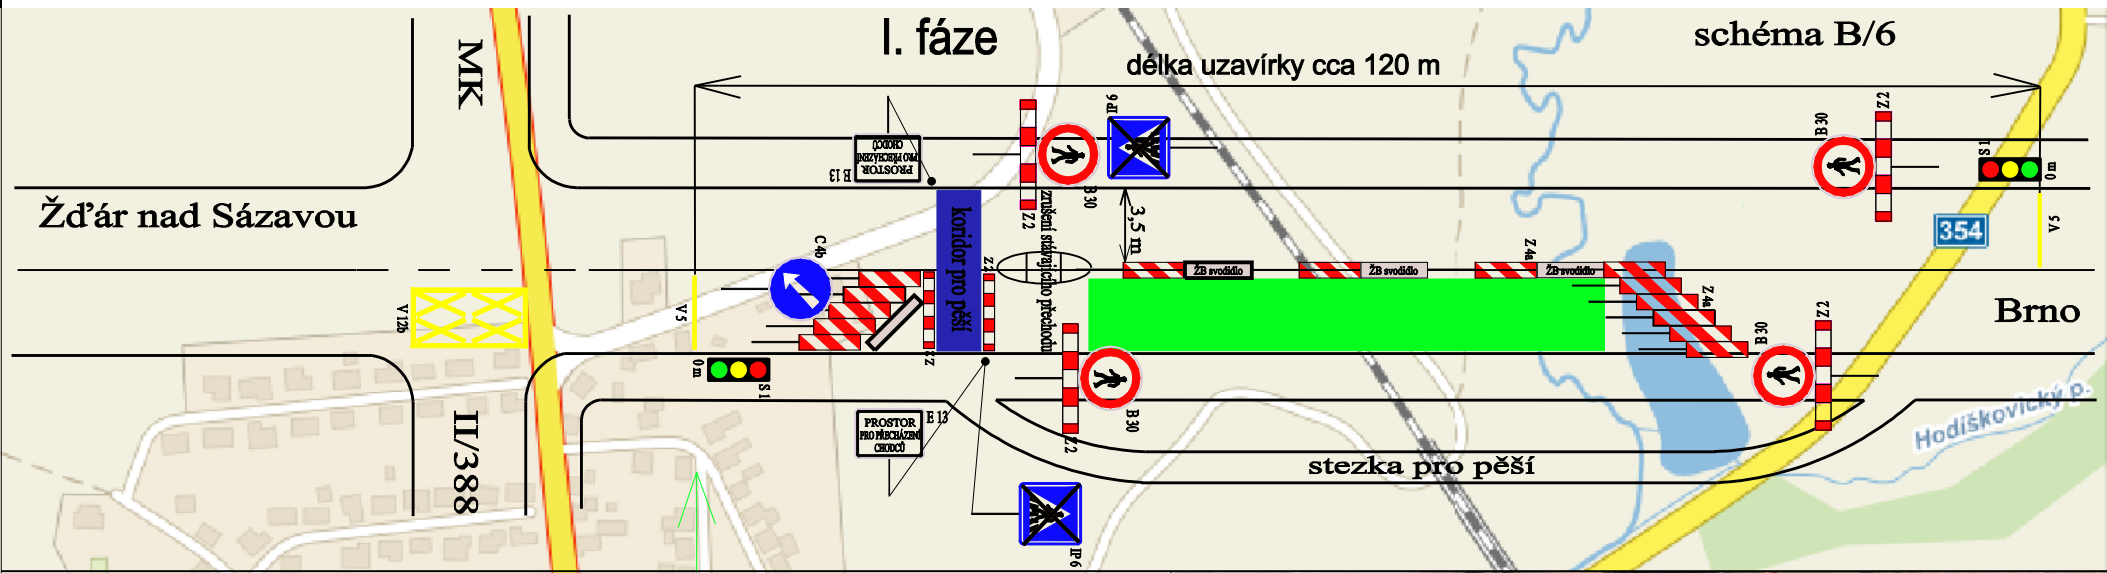 I. fáze
schéma B/6
délka uzavírky cca 120 m
MK
IP 6
Z 2
B 30
S 1
0 m
PROSTOR
PRO PŘECHÁZENÍ
CHODCŮ
E 13
B 30
Z 2
Žďár nad Sázavou
koridor pro pěší
zrušení stávajícího přechodu
3,5 m
354
V 5
C 4b
Z 2
ŽB svodidlo
ŽB svodidlo
Z 4a
ŽB svodidlo
Z 4a
Brno
V 12b
V 5
0 m
S 1
Z 2
B 30
Z 2
PROSTOR
PRO PŘECHÁZENÍ
CHODCŮ
E 13
B 30
Z 2
II/388
stezka pro pěší
Hodíškovický p.
IP 6